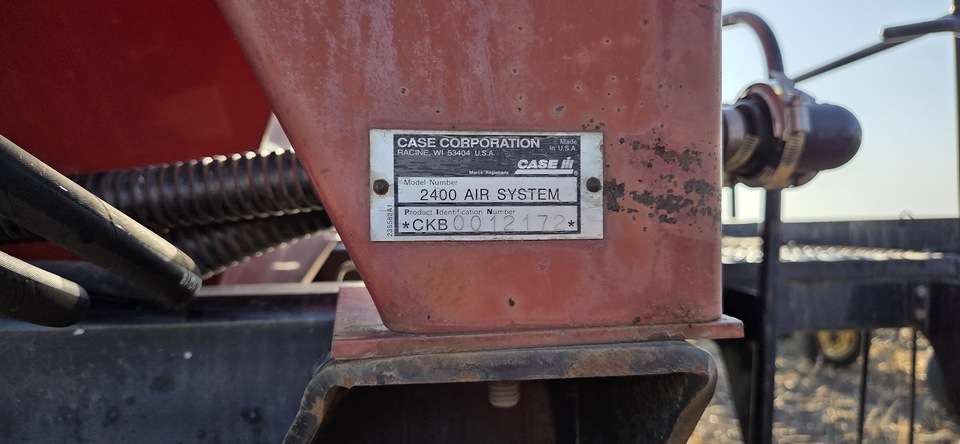 CASE CORPORATION
RACINE, WI 53404 U.S.A.
Made
In U.S.A.
CASE IH
Marca Registrada
Model Number
2400 AIR SYSTEM
Product Identification Number
*CKB0012172*
235582A1